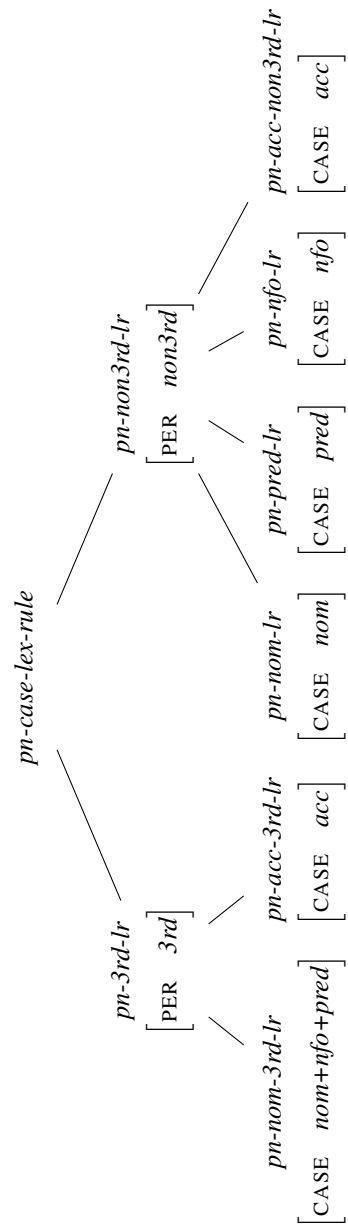 pn-case-lex-rule
pn-3rd-lr
[PER 3rd]
pn-non3rd-lr
[PER non3rd]
pn-nom-3rd-lr
[CASE nom+nfo+pred]
pn-acc-3rd-lr
[CASE acc]
pn-nom-lr
[CASE nom]
pn-pred-lr
[CASE pred]
pn-nfo-lr
[CASE nfo]
pn-acc-non3rd-lr
[CASE acc]